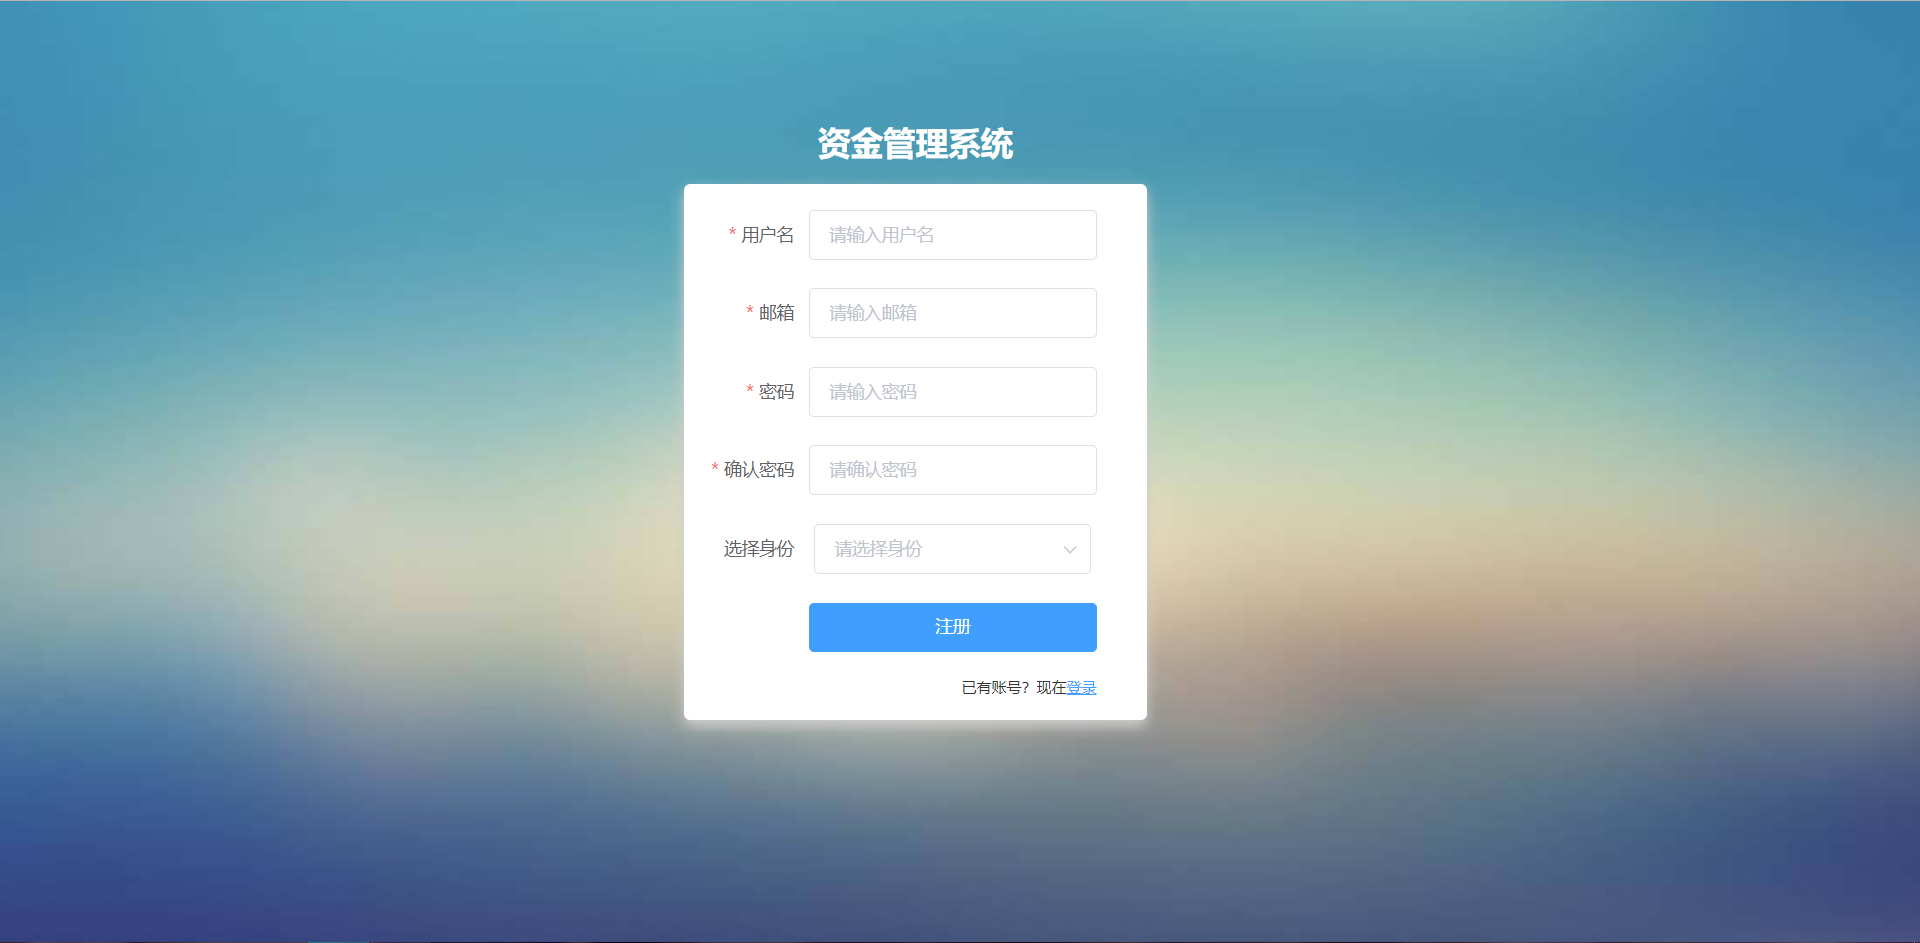 资金管理系统
* 用户名 请输入用户名
* 邮箱 请输入邮箱
* 密码 请输入密码
* 确认密码 请确认密码
选择身份 请选择身份
注册
已有账号？现在登录